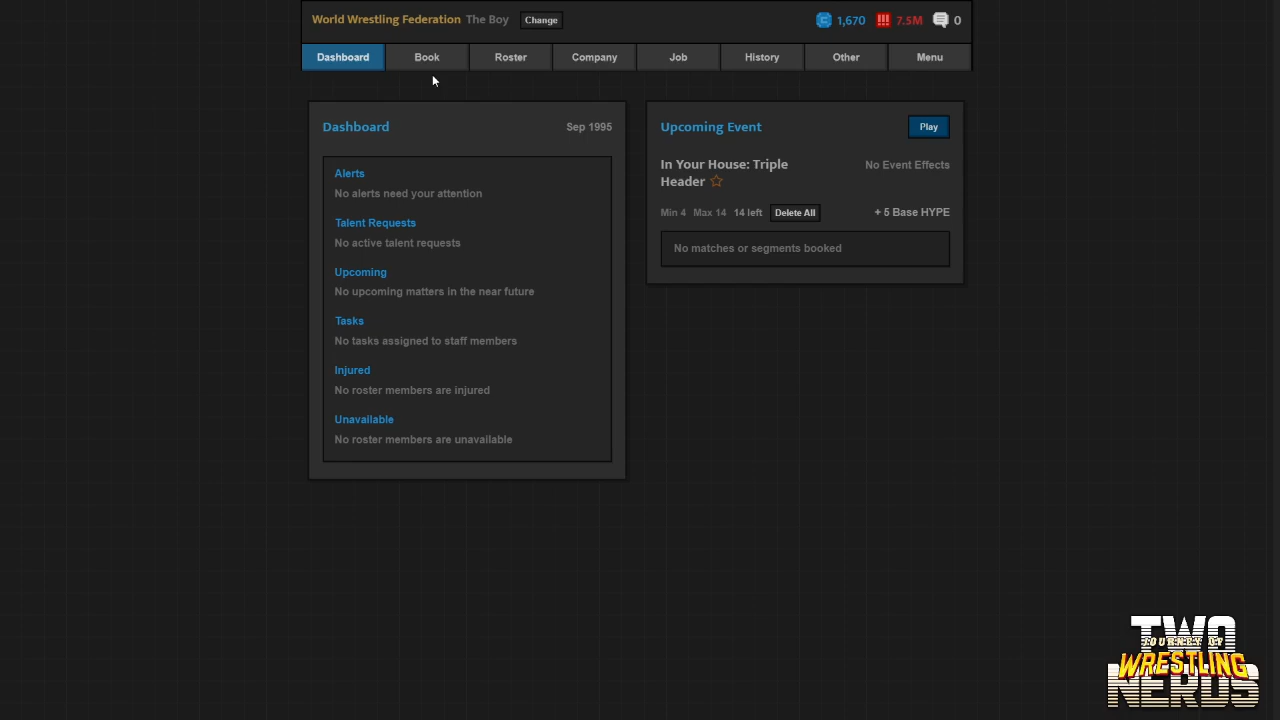 World Wrestling Federation The Boy Change 1,670 7.5M 0
Dashboard Book Roster Company Job History Other Menu
Dashboard Sep 1995
Alerts
No alerts need your attention
Talent Requests
No active talent requests
Upcoming
No upcoming matters in the near future
Tasks
No tasks assigned to staff members
Injured
No roster members are injured
Unavailable
No roster members are unavailable
Upcoming Event Play
In Your House: Triple No Event Effects
Header
Min 4 Max 14 14 left Delete All + 5 Base HYPE
No matches or segments booked
TWO
JOURNEY OF
WRESTLING
NERDS